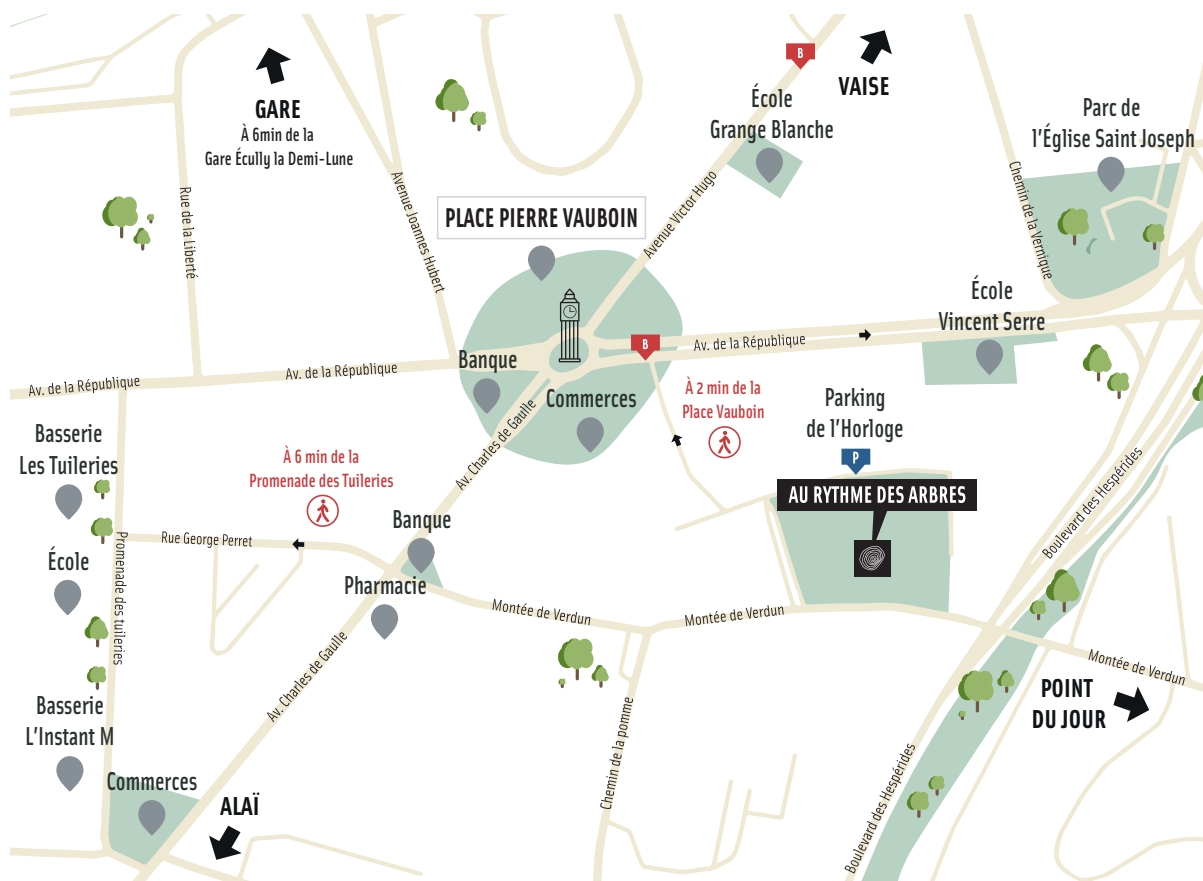 B
VAISE
GARE
À 6min de la
Gare Écully la Demi-Lune
École
Grange Blanche
Parc de
l'Église Saint Joseph
Rue de la Liberté
Avenue Joannes Hubert
PLACE PIERRE VAUBOIN
Avenue Victor Hugo
Chemin de la Vernique
École
Vincent Serre
B
Av. de la République
Av. de la République
Av. de la République
Banque
Commerces
À 2 min de la
Place Vauboin
Parking
de l'Horloge
P
AU RYTHME DES ARBRES
Basserie
Les Tuileries
À 6 min de la
Promenade des Tuileries
Av. Charles de Gaulle
Boulevard des Hespérides
Banque
Rue George Perret
Promenade des tuileries
École
Pharmacie
Montée de Verdun
Montée de Verdun
Montée de Verdun
Av. Charles de Gaulle
POINT
DU JOUR
Basserie
L'Instant M
Chemin de la pomme
Boulevard des Hespérides
Commerces
ALAÏ